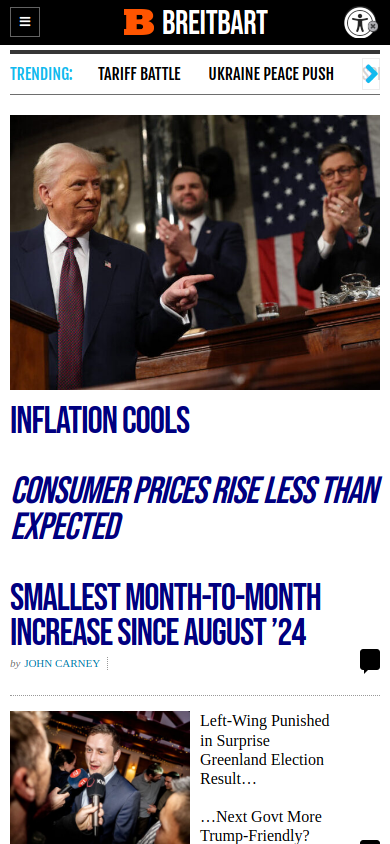 BREITBART
TRENDING:
TARIFF BATTLE
UKRAINE PEACE PUSH
INFLATION COOLS
CONSUMER PRICES RISE LESS THAN
EXPECTED
SMALLEST MONTH-TO-MONTH
INCREASE SINCE AUGUST ’24
by JOHN CARNEY
Left-Wing Punished
in Surprise
Greenland Election
Result…
…Next Govt More
Trump-Friendly?